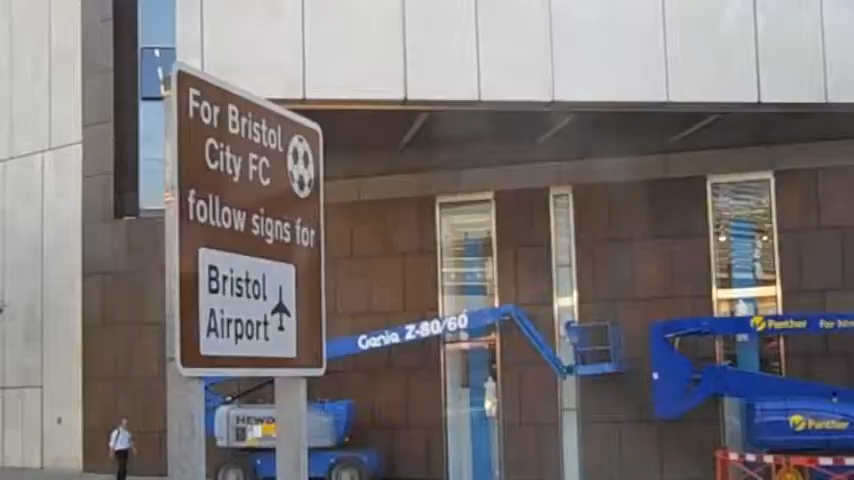 For Bristol
City FC
follow signs for
Bristol
Airport
Genie Z-80/60
Panther
Panther